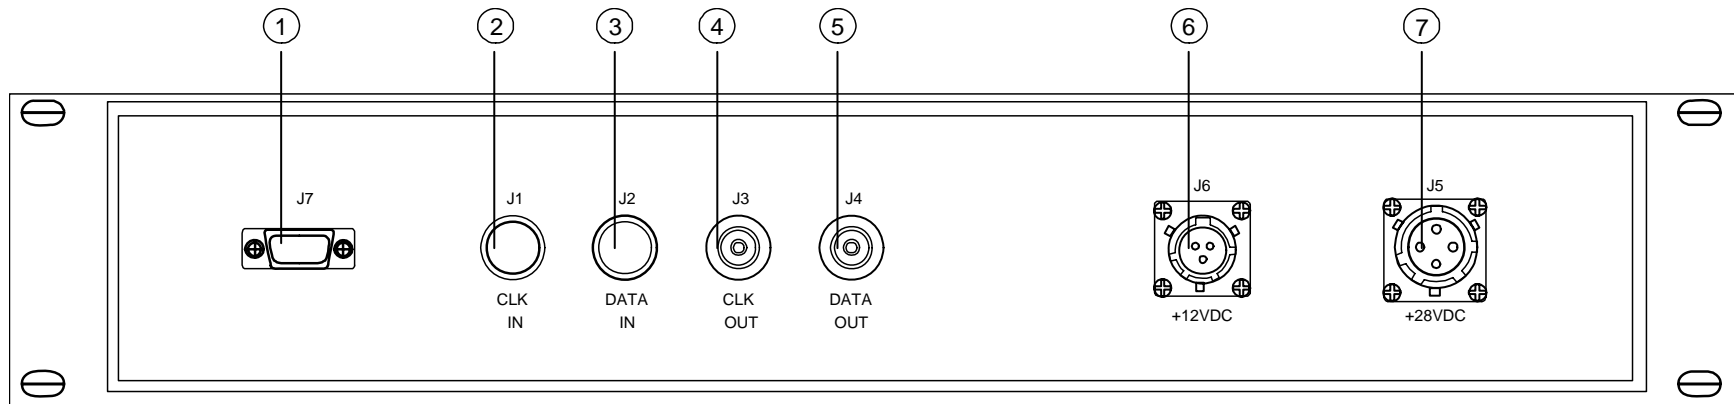 1 2 3 4 5 6 7
J7 J1 J2 J3 J4 J6 J5
CLK DATA CLK DATA +12VDC +28VDC
IN IN OUT OUT